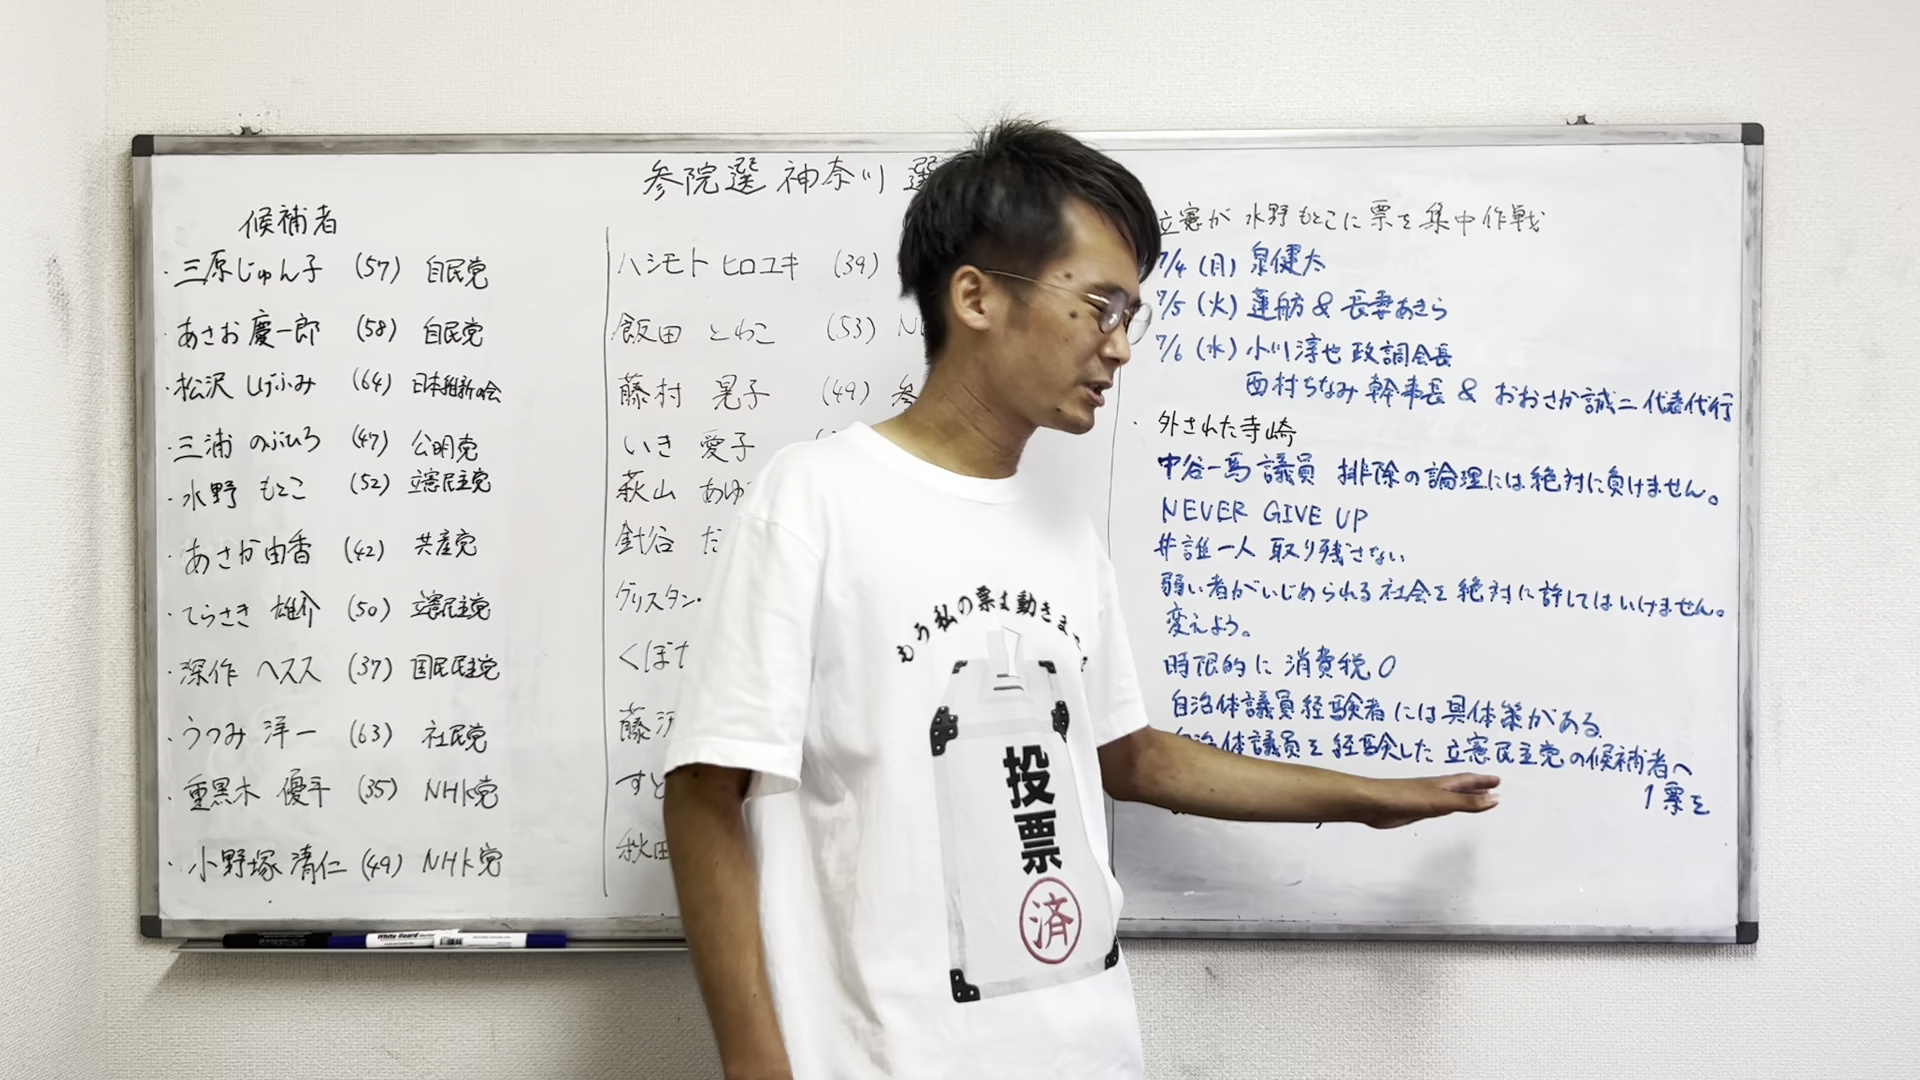 参院選 神奈川 選
候補者
・三原じゅん子 (57) 自民党
・あさお慶一郎 (58) 自民党
・松沢 しげふみ (64) 日本維新の会
・三浦 のぶひろ (47) 公明党
・水野 もとこ (52) 立憲民主党
・あさか由香 (42) 共産党
・てらさき 雄介 (50) 立憲民主党
・深作 ヘスス (37) 国民民主党
・うつみ 洋一 (63) 社民党
・重黒木 優平 (35) NHK党
・小野塚 清仁 (49) NHK党
ハシモト ヒロユキ (39)
飯田 とわこ (53) N
藤村 晃子 (49) 参
いき 愛子
萩山 あゆ
針谷 だ
グリスタン・
くぼた
藤沢
すど
秋田
立憲が 水野もとこに票を集中作戦
7/4 (月) 泉健太
7/5 (火) 蓮舫 & 長妻あきら
7/6 (水) 小川淳也 政調会長
西村ちなみ 幹事長 & おおさか誠二 代表代行
・外された寺崎
中谷一馬 議員 排除の論理には絶対に負けません。
NEVER GIVE UP
#誰一人 取り残さない
弱い者がいじめられる社会を絶対に許してはいけません。
変えよう。
時限的に 消費税0
自治体議員経験者には具体策がある
自治体議員を経験した 立憲民主党の候補者へ
1票を
もう私の票は動きま
投票
済
White Board